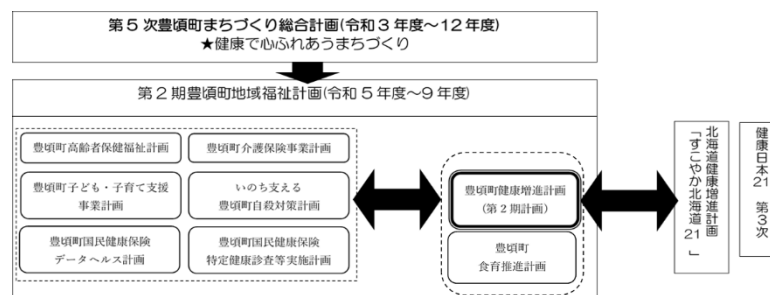 第5次豊頃町まちづくり総合計画(令和3年度～12年度)
★健康で心ふれあうまちづくり
第2期豊頃町地域福祉計画(令和5年度～9年度)
豊頃町高齢者保健福祉計画
豊頃町介護保険事業計画
豊頃町子ども・子育て支援
事業計画
いのち支える
豊頃町自殺対策計画
豊頃町国民健康保険
データヘルス計画
豊頃町国民健康保険
特定健康診査等実施計画
豊頃町健康増進計画
(第2期計画)
豊頃町
食育推進計画
北海道健康増進計画
「すこやか北海道21」
健康日本21 第3次